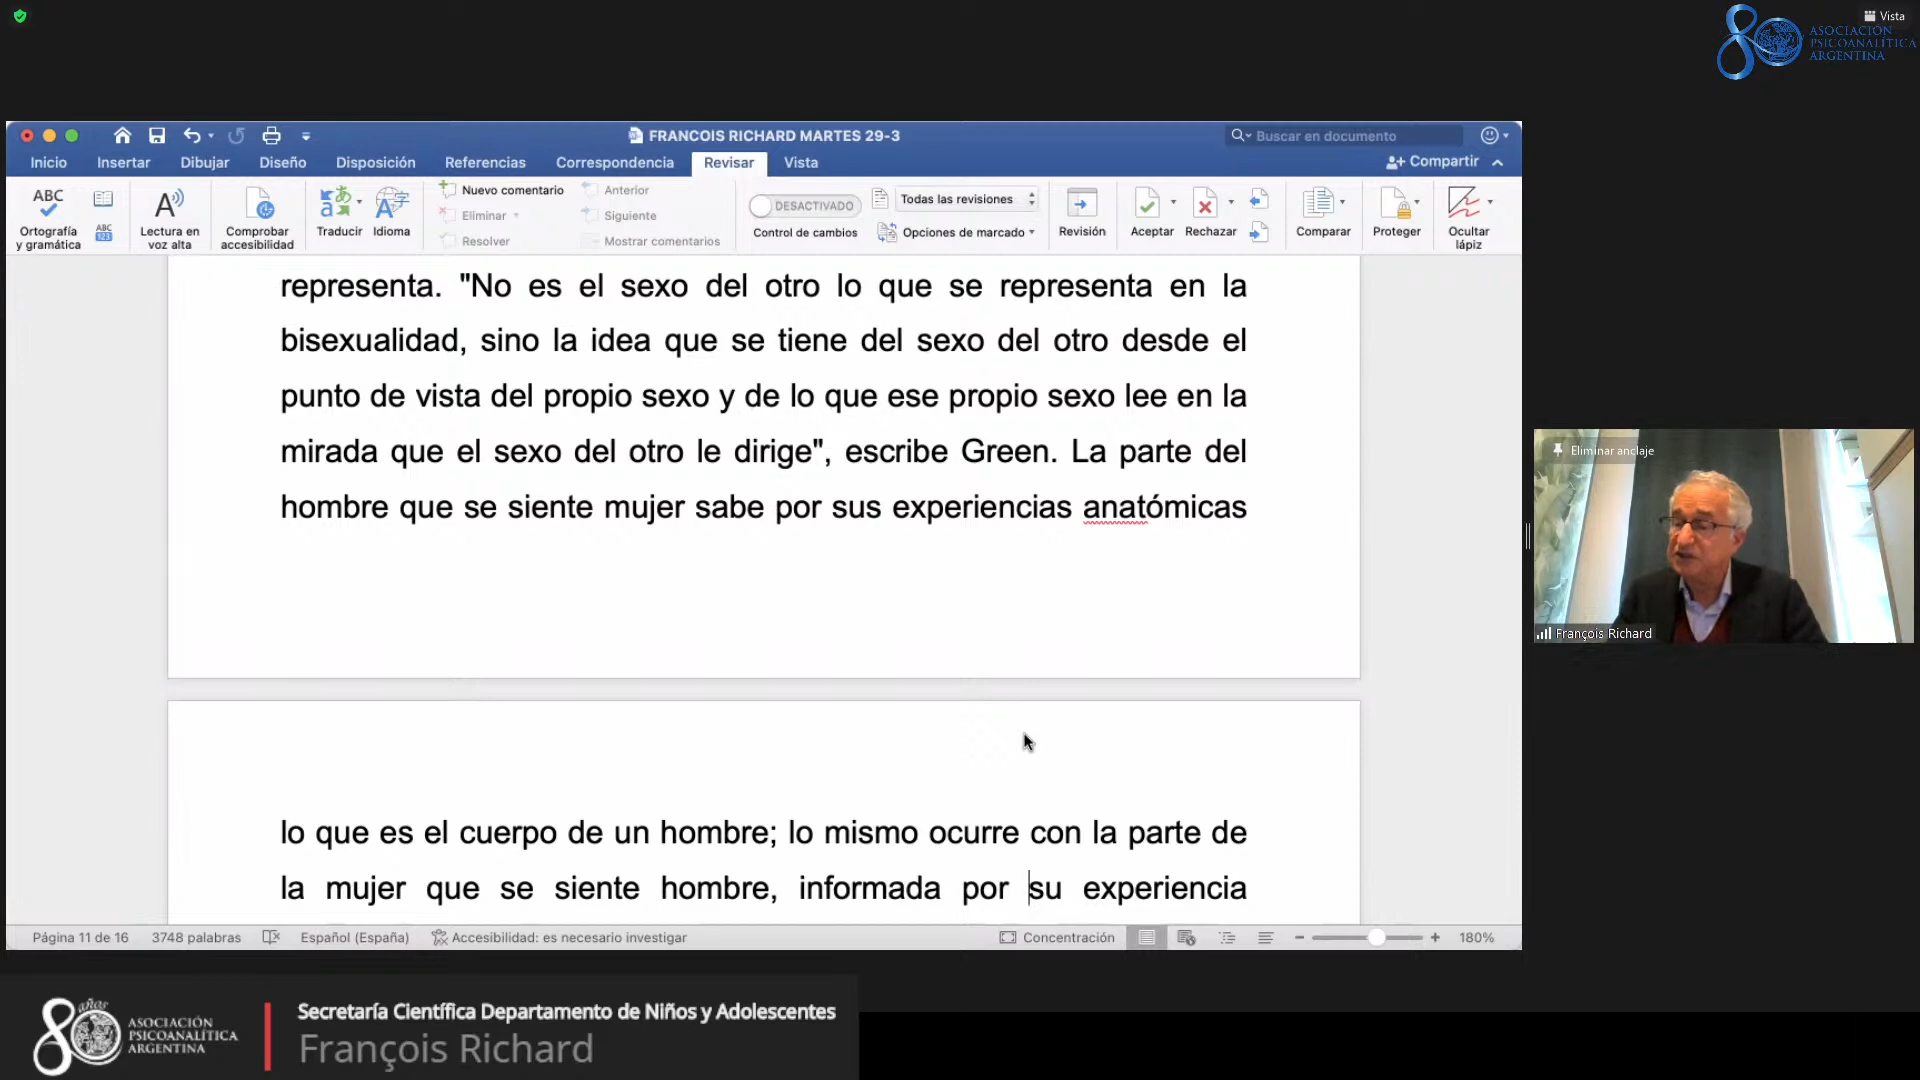 Vista
ASOCIACIÓN
PSICOANALÍTICA
ARGENTINA
FRANCOIS RICHARD MARTES 29-3
Buscar en documento
Inicio Insertar Dibujar Diseño Disposición Referencias Correspondencia Revisar Vista
Compartir
ABC
Ortografía
y gramática
ABC
123
Lectura en
voz alta
Comprobar
accesibilidad
Traducir
Idioma
Nuevo comentario
Eliminar
Resolver
Anterior
Siguiente
Mostrar comentarios
DESACTIVADO
Control de cambios
Todas las revisiones
Opciones de marcado
Revisión
Aceptar
Rechazar
Comparar
Proteger
Ocultar
lápiz
representa. "No es el sexo del otro lo que se representa en la
bisexualidad, sino la idea que se tiene del sexo del otro desde el
punto de vista del propio sexo y de lo que ese propio sexo lee en la
mirada que el sexo del otro le dirige", escribe Green. La parte del
hombre que se siente mujer sabe por sus experiencias anatómicas
lo que es el cuerpo de un hombre; lo mismo ocurre con la parte de
la mujer que se siente hombre, informada por su experiencia
Eliminar anclaje
François Richard
Página 11 de 16 3748 palabras Español (España) Accesibilidad: es necesario investigar Concentración 180%
80 años
ASOCIACIÓN
PSICOANALÍTICA
ARGENTINA
Secretaría Científica Departamento de Niños y Adolescentes
François Richard